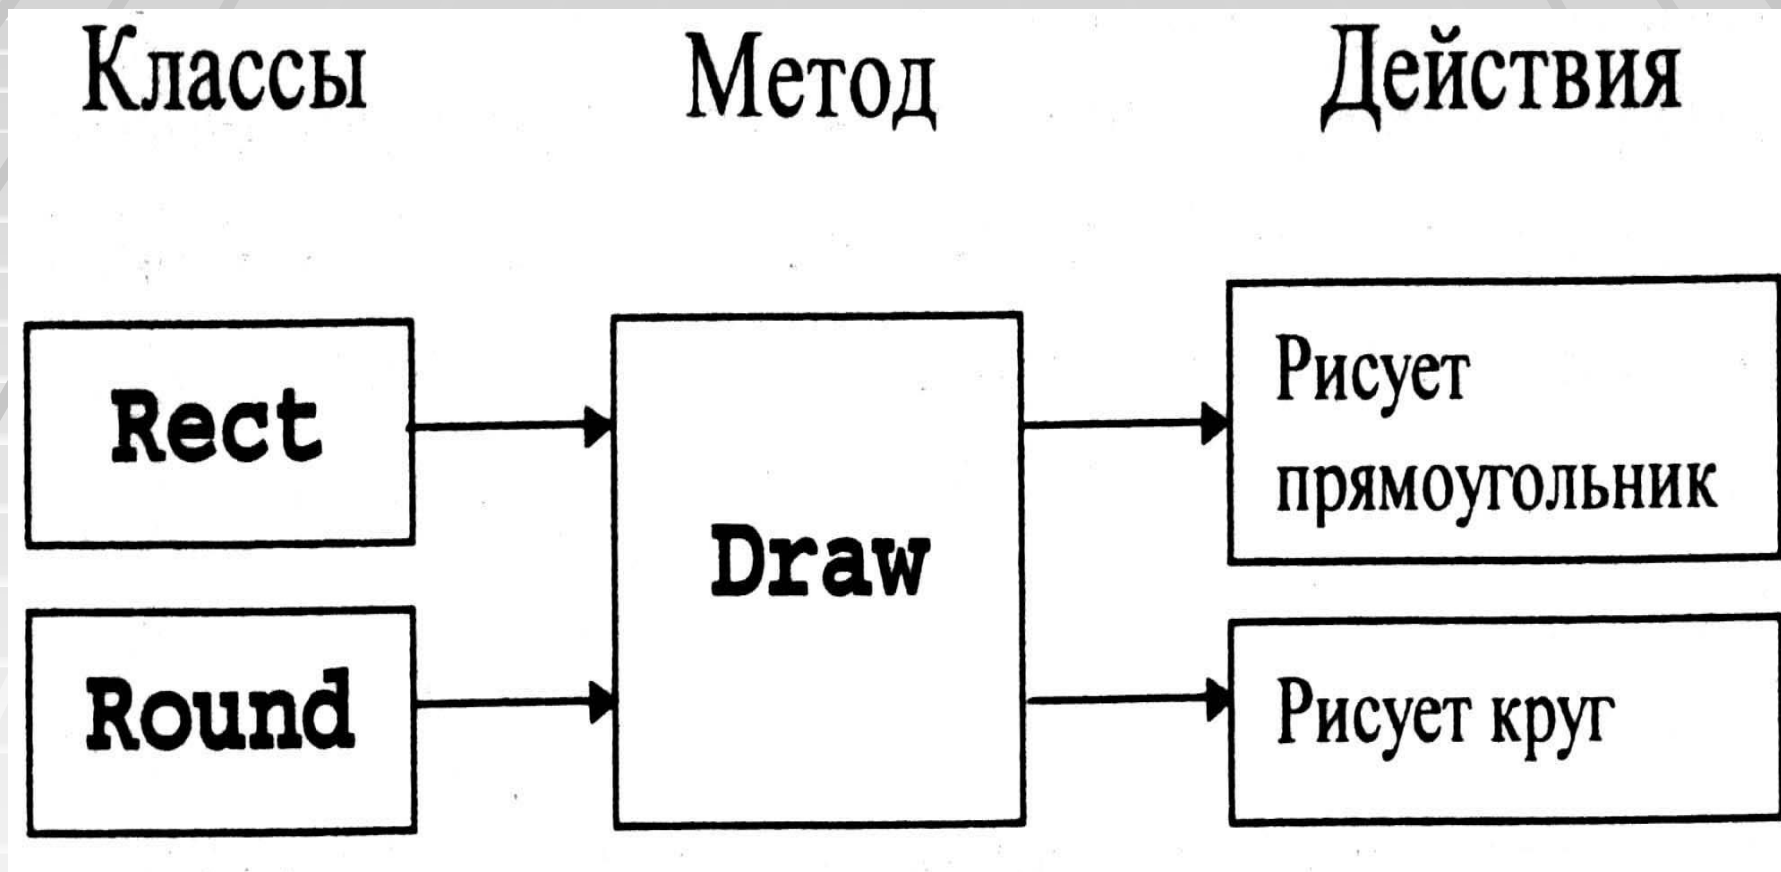 Классы
Метод
Действия
Rect
Draw
Рисует
прямоугольник
Round
Рисует круг